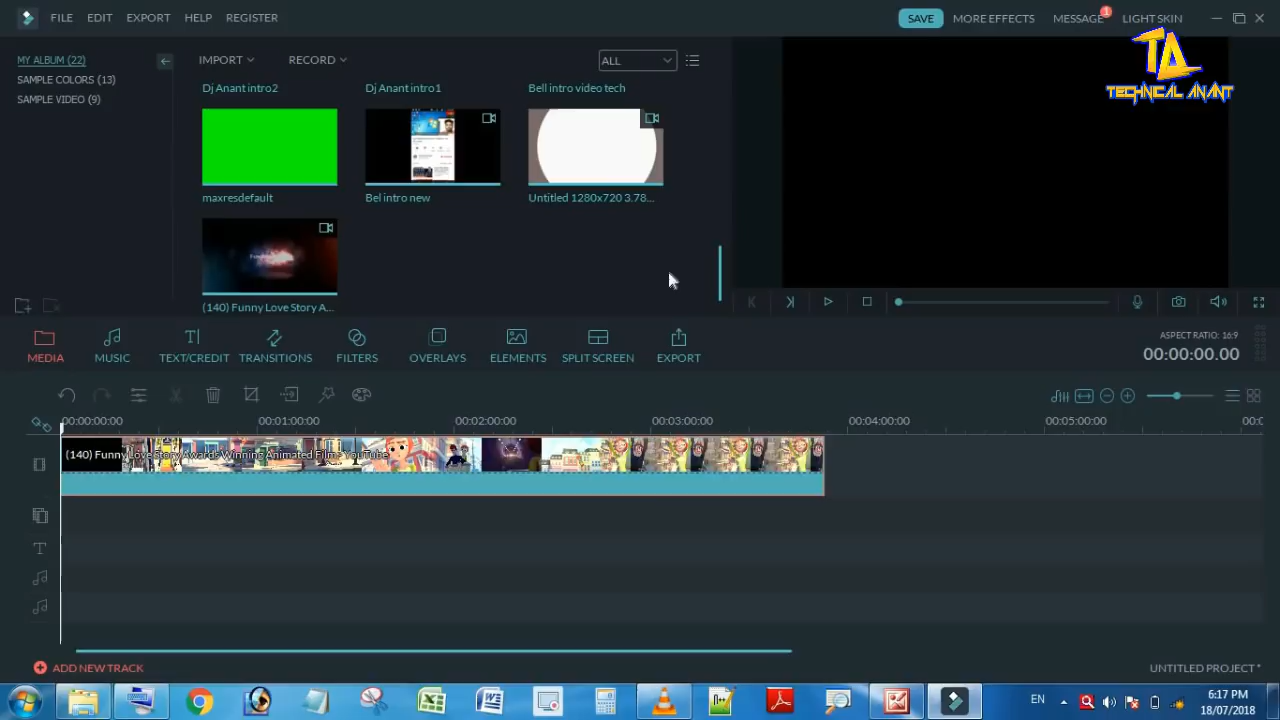 FILE EDIT EXPORT HELP REGISTER SAVE MORE EFFECTS MESSAGE 1 LIGHT SKIN
TA
TECHNICAL ANANT
MY ALBUM (22)
SAMPLE COLORS (13)
SAMPLE VIDEO (9)
IMPORT RECORD ALL
Dj Anant intro2 Dj Anant intro1 Bell intro video tech
maxresdefault Bel intro new Untitled 1280x720 3.78...
(140) Funny Love Story A...
MEDIA MUSIC TEXT/CREDIT TRANSITIONS FILTERS OVERLAYS ELEMENTS SPLIT SCREEN EXPORT
ASPECT RATIO: 16:9
00:00:00.00
00:00:00:00 00:01:00:00 00:02:00:00 00:03:00:00 00:04:00:00 00:05:00:00 00:0
(140) Funny Love Story Awards Winning Animated Film - YouTube
ADD NEW TRACK UNTITLED PROJECT *
EN 6:17 PM
18/07/2018